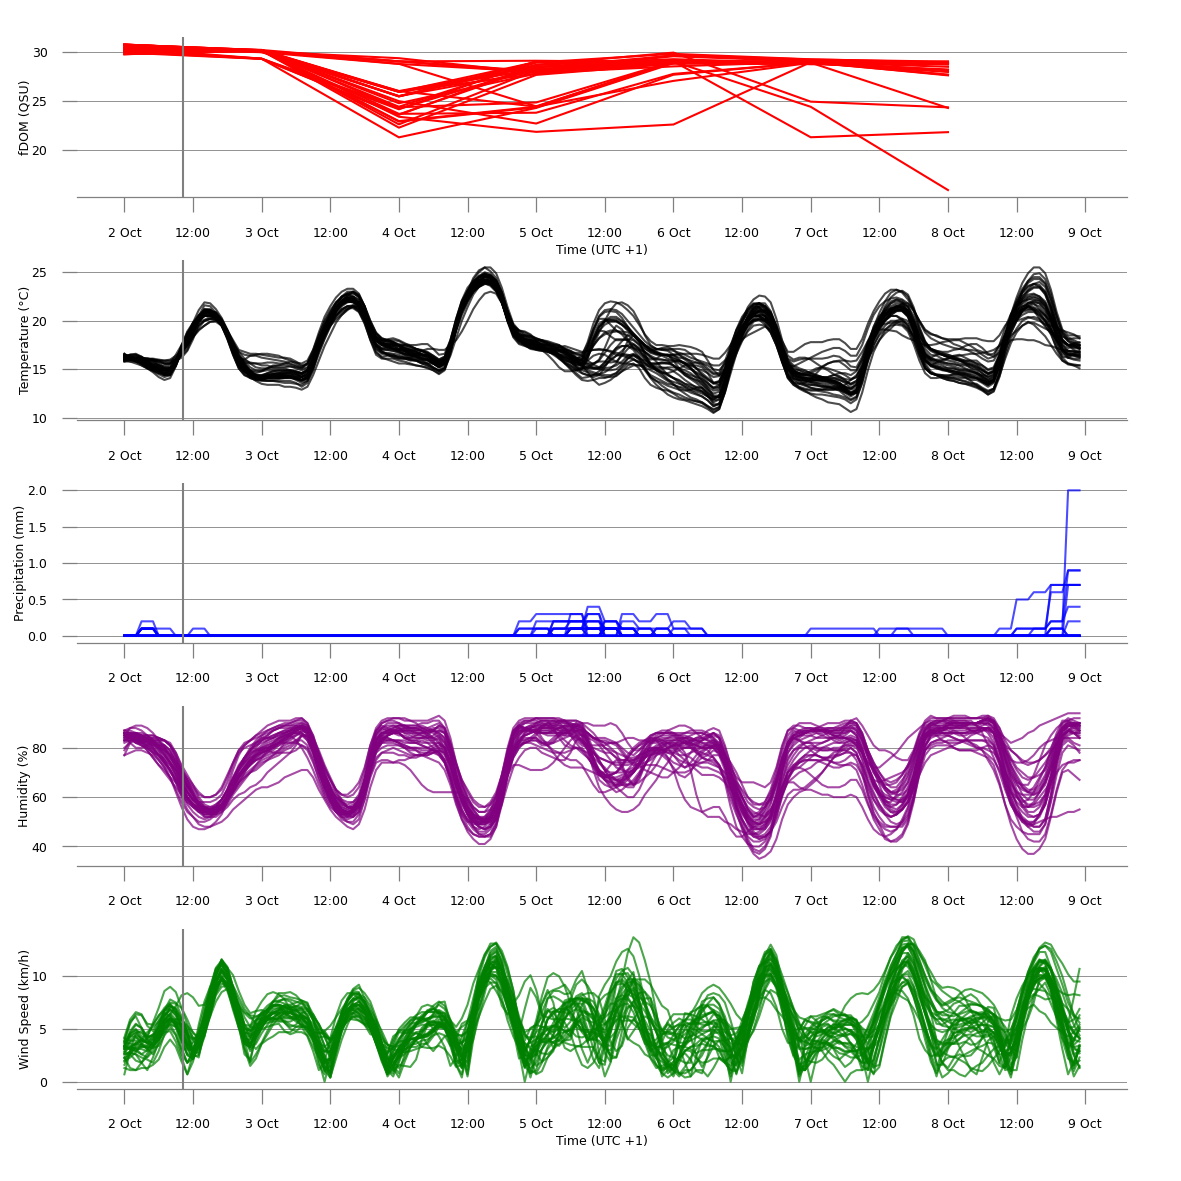 30
25
20
fDOM (QSU)
2 Oct 12:00 3 Oct 12:00 4 Oct 12:00 5 Oct 12:00 6 Oct 12:00 7 Oct 12:00 8 Oct 12:00 9 Oct
Time (UTC +1)
25
20
15
10
Temperature (°C)
2 Oct 12:00 3 Oct 12:00 4 Oct 12:00 5 Oct 12:00 6 Oct 12:00 7 Oct 12:00 8 Oct 12:00 9 Oct
2.0
1.5
1.0
0.5
0.0
Precipitation (mm)
2 Oct 12:00 3 Oct 12:00 4 Oct 12:00 5 Oct 12:00 6 Oct 12:00 7 Oct 12:00 8 Oct 12:00 9 Oct
80
60
40
Humidity (%)
2 Oct 12:00 3 Oct 12:00 4 Oct 12:00 5 Oct 12:00 6 Oct 12:00 7 Oct 12:00 8 Oct 12:00 9 Oct
10
5
0
Wind Speed (km/h)
2 Oct 12:00 3 Oct 12:00 4 Oct 12:00 5 Oct 12:00 6 Oct 12:00 7 Oct 12:00 8 Oct 12:00 9 Oct
Time (UTC +1)